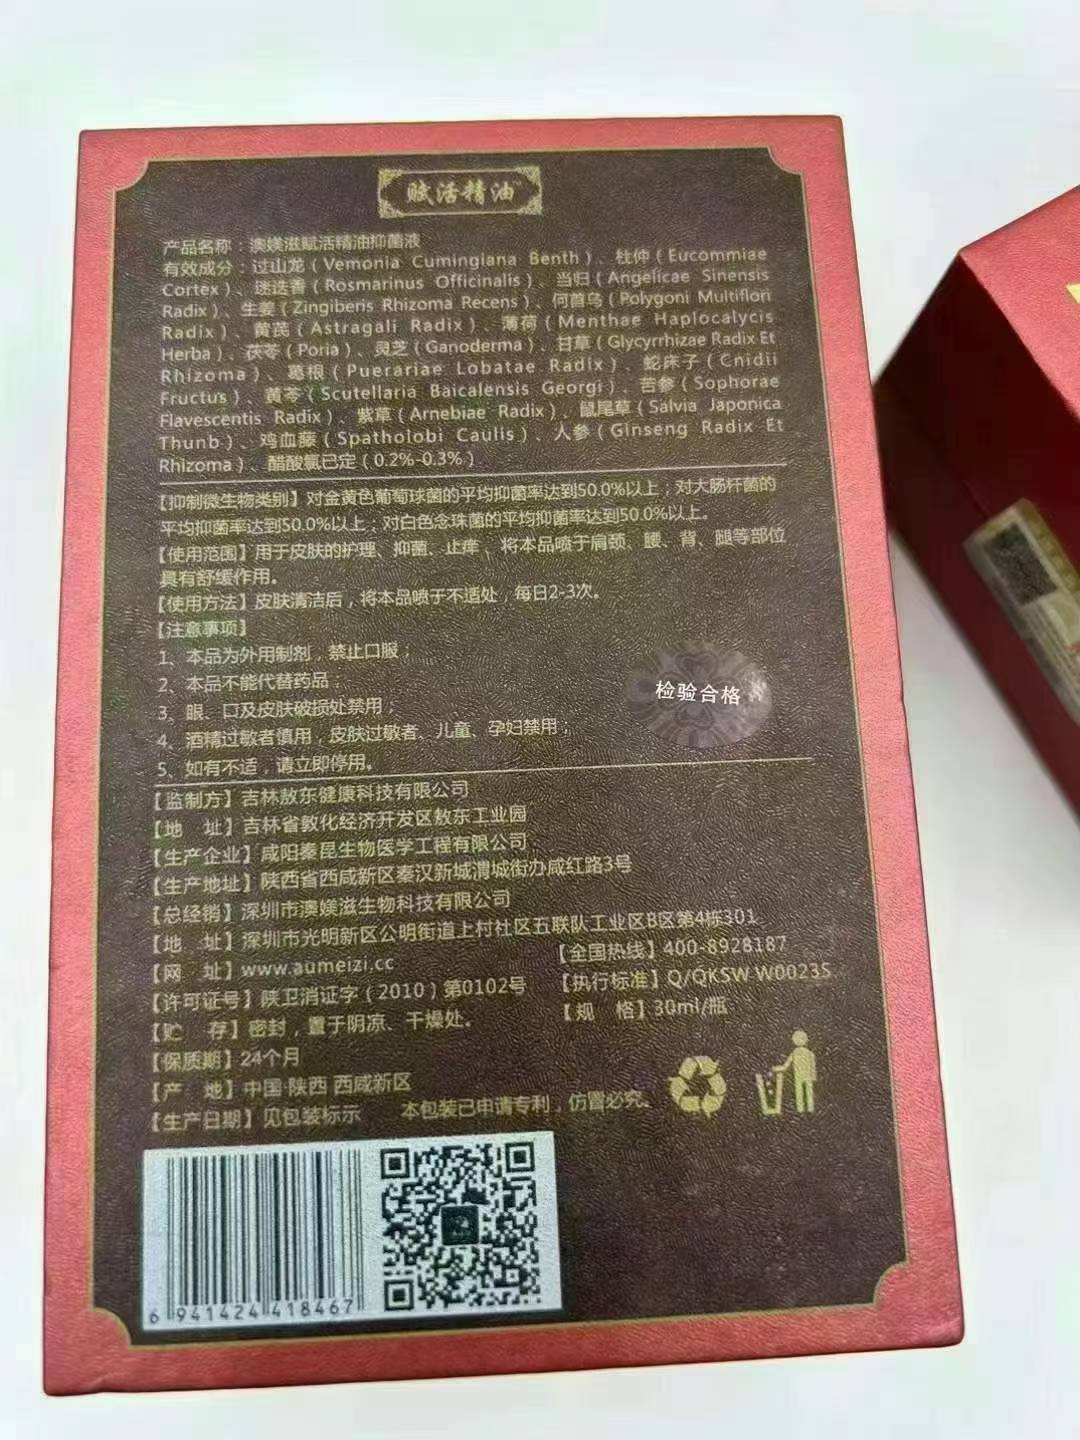 赋活精油
产品名称：澳媄滋赋活精油抑菌液
有效成分：过山龙（Vemonia Cumingiana Benth）、杜仲（Eucommiae
Cortex）、迷迭香（Rosmarinus Officinalis）、当归（Angelicae Sinensis
Radix）、生姜（Zingiberis Rhizoma Recens）、何首乌（Polygoni Multiflori
Radix）、黄芪（Astragali Radix）、薄荷（Menthae Haplocalycis
Herba）、茯苓（Poria）、灵芝（Ganoderma）、甘草（Glycyrrhizae Radix Et
Rhizoma）、葛根（Puerariae Lobatae Radix）、蛇床子（Cnidii
Fructus）、黄芩（Scutellaria Baicalensis Georgi）、苦参（Sophorae
Flavescentis Radix）、紫草（Arnebiae Radix）、鼠尾草（Salvia Japonica
Thunb）、鸡血藤（Spatholobi Caulis）、人参（Ginseng Radix Et
Rhizoma）、醋酸氯已定（0.2%-0.3%）
【抑制微生物类别】对金黄色葡萄球菌的平均抑菌率达到50.0%以上；对大肠杆菌的
平均抑菌率达到50.0%以上；对白色念珠菌的平均抑菌率达到50.0%以上。
【使用范围】用于皮肤的护理、抑菌、止痒，将本品喷于肩颈、腰、背、腿等部位
具有舒缓作用。
【使用方法】皮肤清洁后，将本品喷于不适处，每日2-3次。
【注意事项】
1、本品为外用制剂，禁止口服；
2、本品不能代替药品；
3、眼、口及皮肤破损处禁用；
4、酒精过敏者慎用，皮肤过敏者、儿童、孕妇禁用；
5、如有不适，请立即停用。
检验合格
【监制方】吉林敖东健康科技有限公司
【地 址】吉林省敦化经济开发区敖东工业园
【生产企业】咸阳秦昆生物医学工程有限公司
【生产地址】陕西省西咸新区秦汉新城渭城街办咸红路3号
【总经销】深圳市澳媄滋生物科技有限公司
【地 址】深圳市光明新区公明街道上村社区五联队工业区B区第4栋301
【网 址】www.aumeizi.cc 【全国热线】400-8928187
【许可证号】陕卫消证字（2010）第0102号 【执行标准】Q/QKSW W0023S
【贮 存】密封，置于阴凉、干燥处。 【规 格】30ml/瓶
【保质期】24个月
【产 地】中国·陕西 西咸新区
【生产日期】见包装标示 本包装已申请专利，仿冒必究。
6 941424 418467